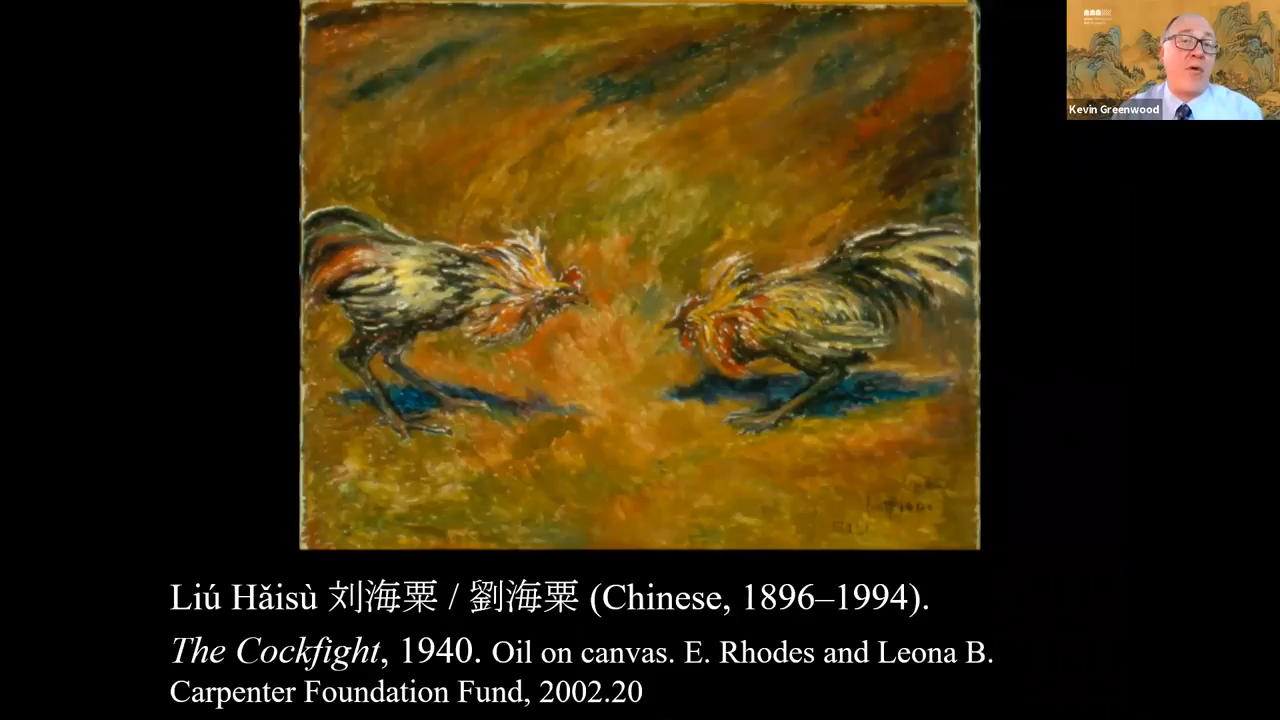 Kevin Greenwood
Liú Hǎisù 刘海粟 / 劉海粟 (Chinese, 1896–1994).
The Cockfight, 1940. Oil on canvas. E. Rhodes and Leona B.
Carpenter Foundation Fund, 2002.20